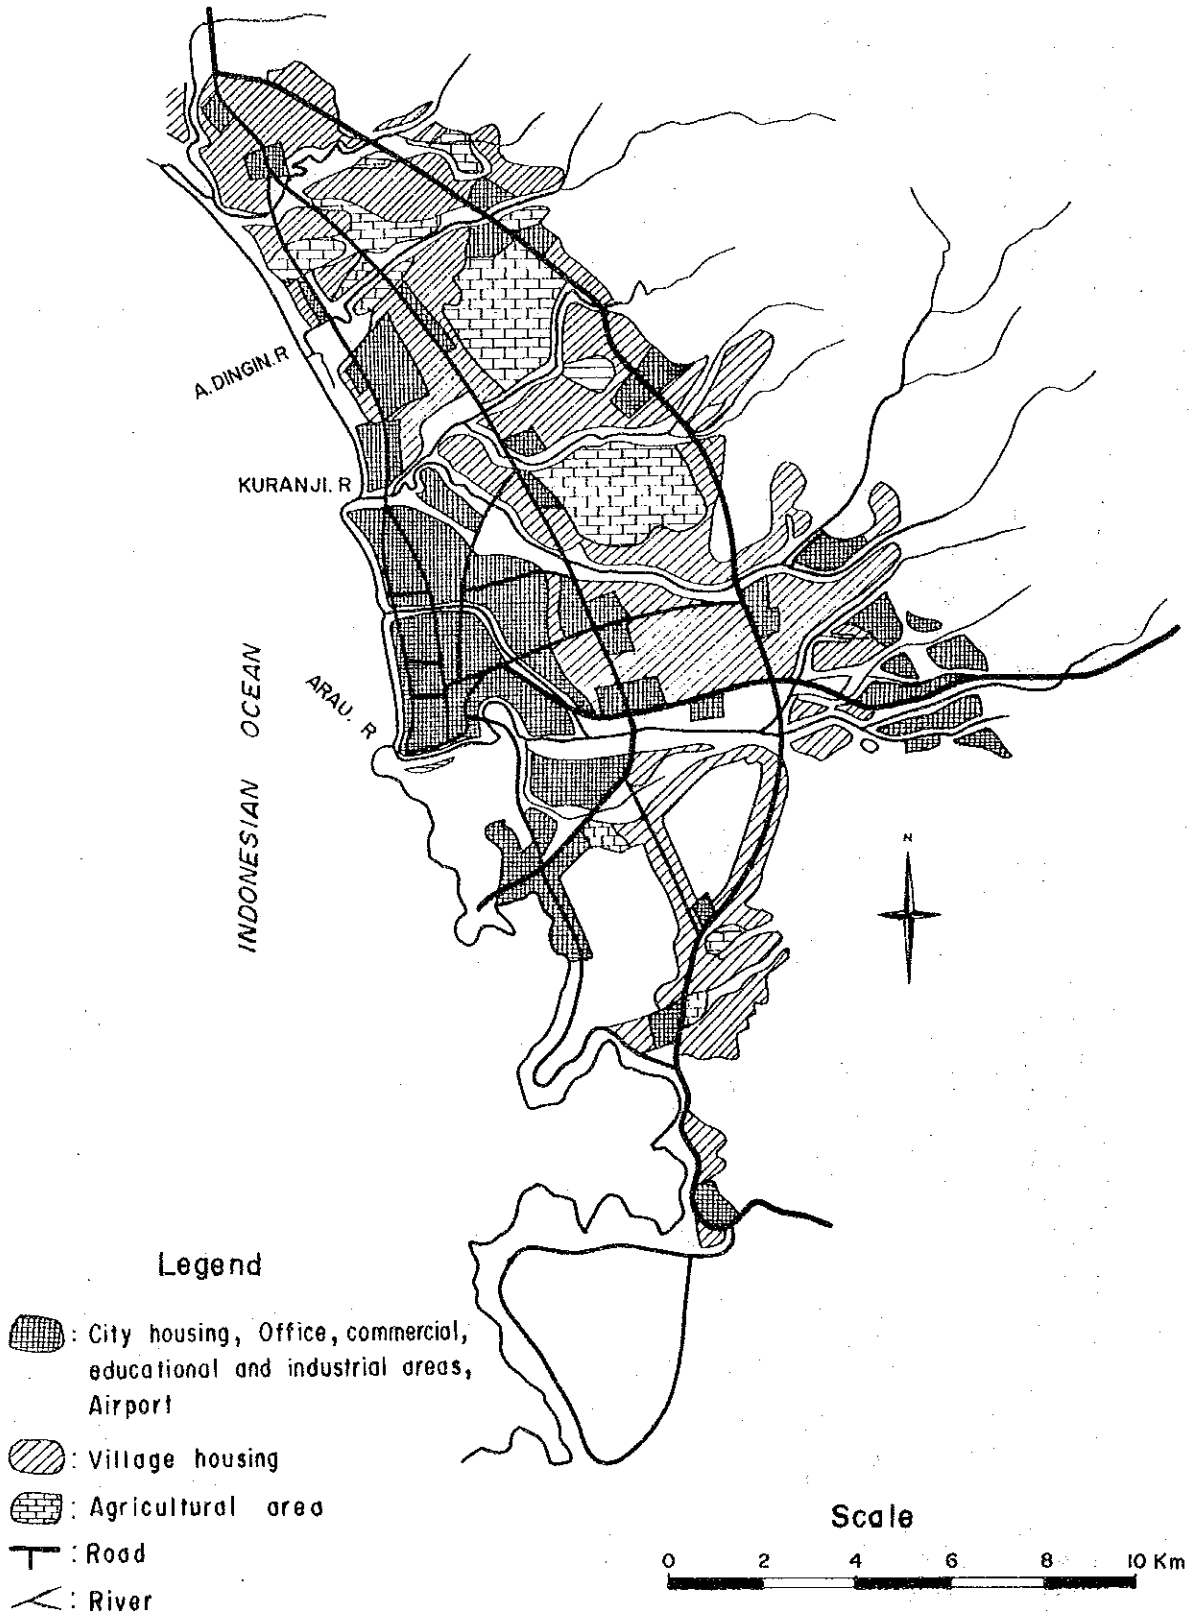 A. DINGIN. R
KURANJI. R
ARAU. R
INDONESIAN OCEAN
N
Legend
: City housing, Office, commercial,
educational and industrial areas,
Airport
: Village housing
: Agricultural area
: Road
: River
Scale
0 2 4 6 8 10 Km